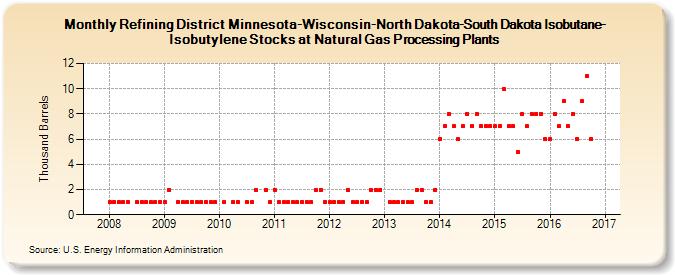 Monthly Refining District Minnesota-Wisconsin-North Dakota-South Dakota Isobutane-
Isobutylene Stocks at Natural Gas Processing Plants
Thousand Barrels
12
10
8
6
4
2
0
2008 2009 2010 2011 2012 2013 2014 2015 2016 2017
Source: U.S. Energy Information Administration